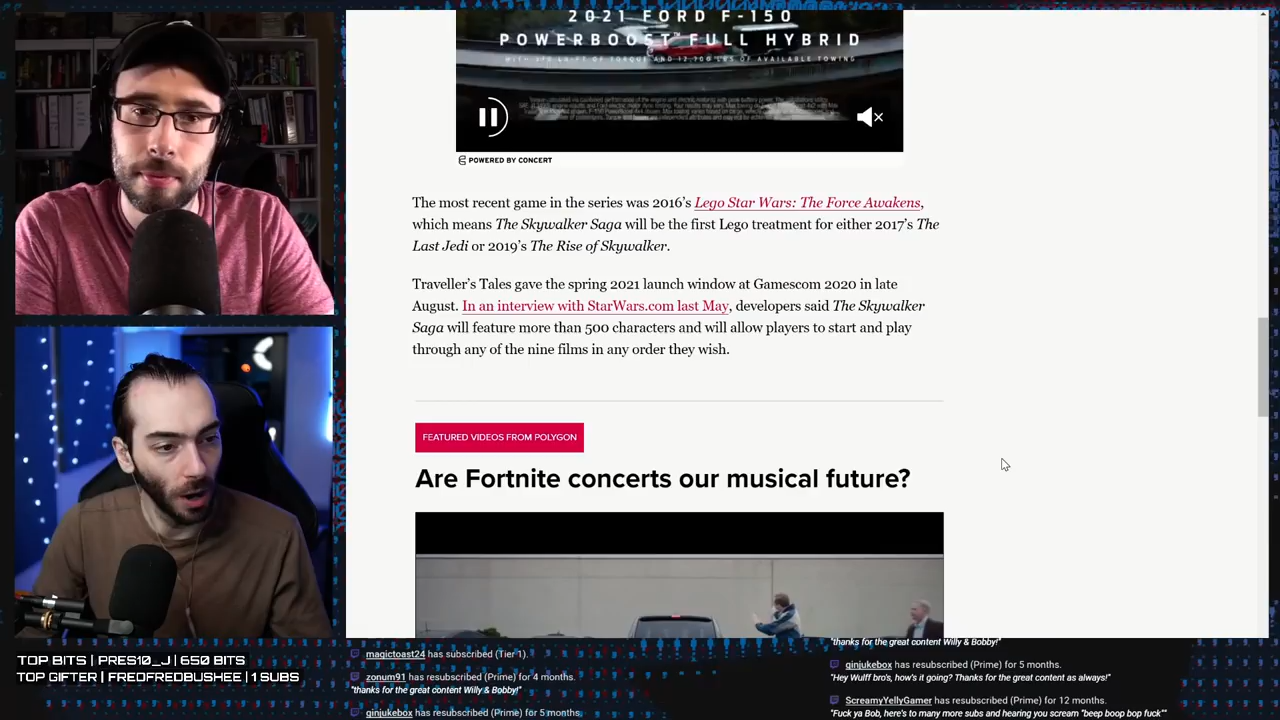 2021 FORD F-150
POWERBOOST™ FULL HYBRID
POWERED BY CONCERT
The most recent game in the series was 2016's Lego Star Wars: The Force Awakens,
which means The Skywalker Saga will be the first Lego treatment for either 2017's The
Last Jedi or 2019's The Rise of Skywalker.
Traveller's Tales gave the spring 2021 launch window at Gamescom 2020 in late
August. In an interview with StarWars.com last May, developers said The Skywalker
Saga will feature more than 500 characters and will allow players to start and play
through any of the nine films in any order they wish.
FEATURED VIDEOS FROM POLYGON
Are Fortnite concerts our musical future?
TOP BITS | PRES10_J | 650 BITS
TOP GIFTER | FREDFREDBUSHEE | 1 SUBS
magictoast24 has subscribed (Tier 1).
zonum91 has resubscribed (Prime) for 4 months.
"thanks for the great content Willy & Bobby!"
ginjukebox has resubscribed (Prime) for 5 months.
"thanks for the great content Willy & Bobby!"
ginjukebox has resubscribed (Prime) for 5 months.
"Hey Wulff bro's, how's it going? Thanks for the great content as always!"
ScreamyYellyGamer has resubscribed (Prime) for 12 months.
"Fuck ya Bob, here's to many more subs and hearing you scream "beep boop bop fuck""